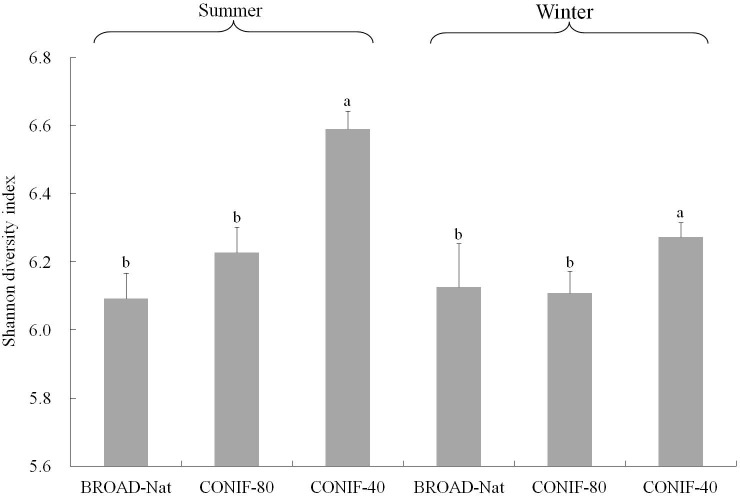 Summer
Winter
Shannon diversity index
6.8
6.6
6.4
6.2
6.0
5.8
5.6
b
b
a
b
b
a
BROAD-Nat
CONIF-80
CONIF-40
BROAD-Nat
CONIF-80
CONIF-40